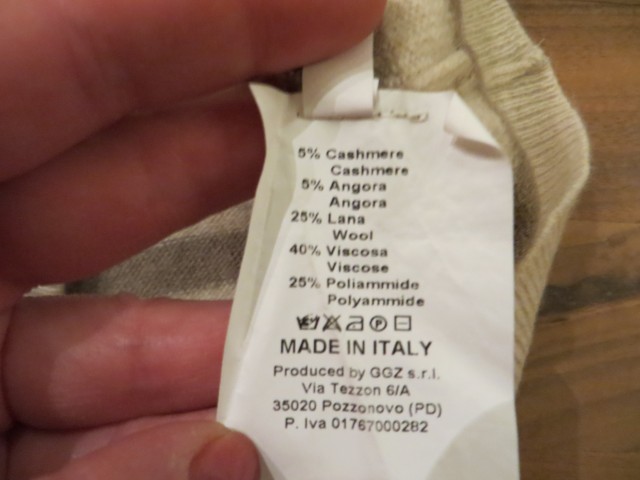 5% Cashmere
Cashmere
5% Angora
Angora
25% Lana
Wool
40% Viscosa
Viscose
25% Poliammide
Polyammide
MADE IN ITALY
Produced by GGZ s.r.l.
Via Tezzon 6/A
35020 Pozzonovo (PD)
P. Iva 01767000282